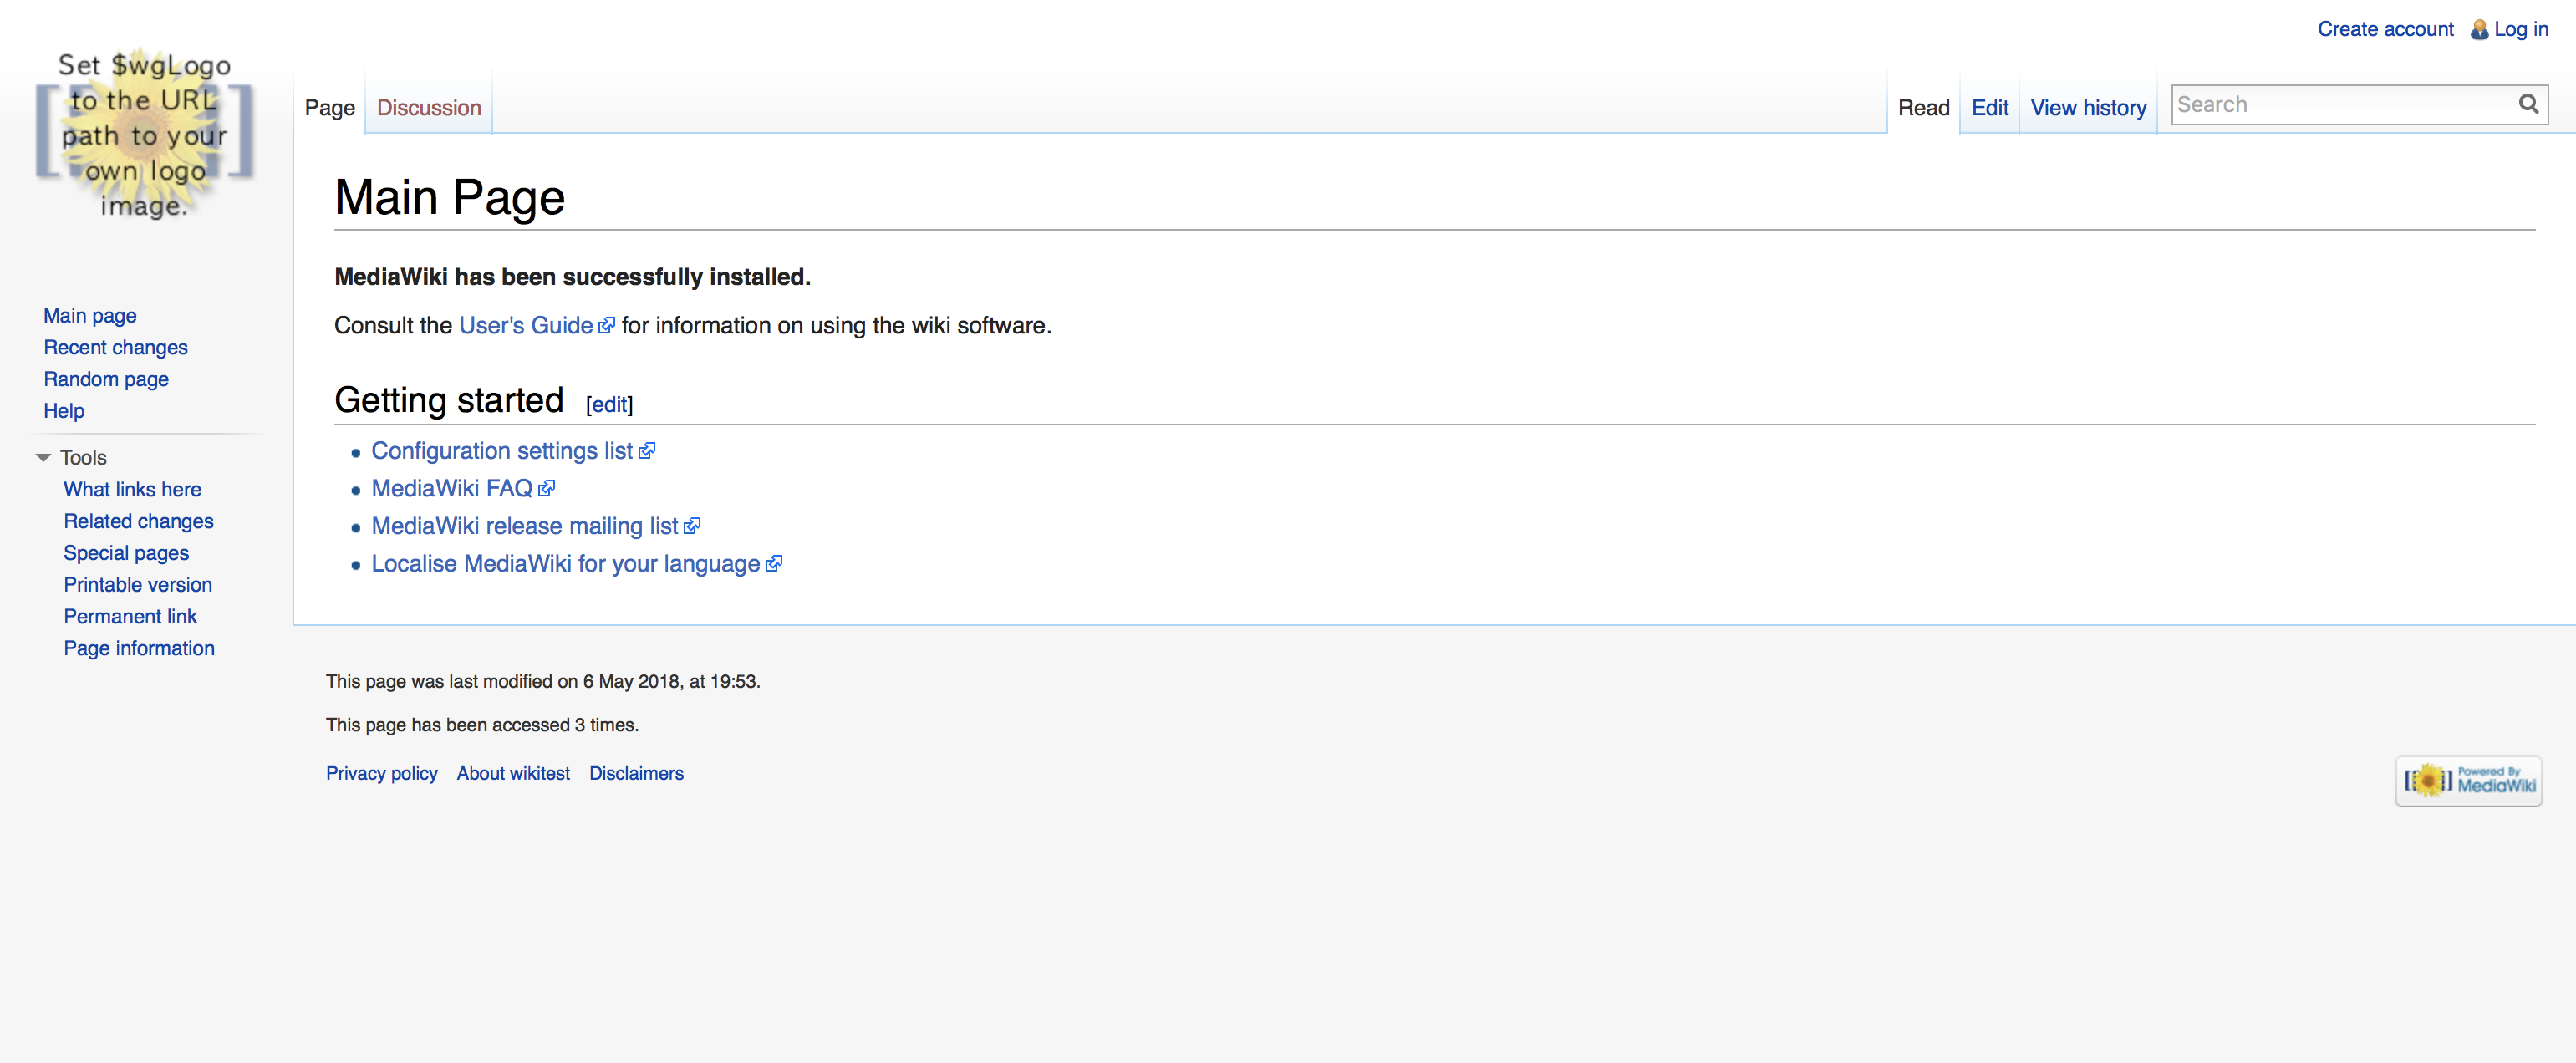 Create account Log in
Set $wgLogo
to the URL
path to your
own logo
image.
Page Discussion Read Edit View history Search
Main Page
MediaWiki has been successfully installed.
Consult the User's Guide for information on using the wiki software.
Getting started [edit]
Configuration settings list
MediaWiki FAQ
MediaWiki release mailing list
Localise MediaWiki for your language
Main page
Recent changes
Random page
Help
Tools
What links here
Related changes
Special pages
Printable version
Permanent link
Page information
This page was last modified on 6 May 2018, at 19:53.
This page has been accessed 3 times.
Privacy policy About wikitest Disclaimers
Powered By
MediaWiki